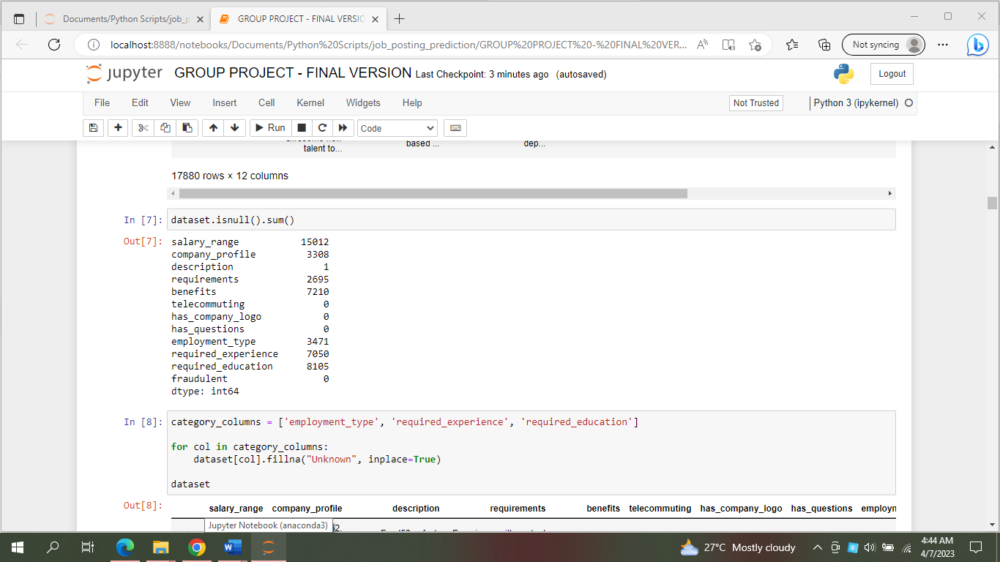 Documents/Python Scripts/job_p
GROUP PROJECT - FINAL VERSIO
localhost:8888/notebooks/Documents/Python%20Scripts/job_posting_prediction/GROUP%20PROJECT%20-%20FINAL%20VER...
Not syncing
jupyter GROUP PROJECT - FINAL VERSION Last Checkpoint: 3 minutes ago (autosaved)
Logout
File Edit View Insert Cell Kernel Widgets Help
Not Trusted
Python 3 (ipykernel)
Run
Code
talent to... based ... dep...
17880 rows × 12 columns
In [7]: dataset.isnull().sum()
Out[7]: salary_range 15012
company_profile 3308
description 1
requirements 2695
benefits 7210
telecommuting 0
has_company_logo 0
has_questions 0
employment_type 3471
required_experience 7050
required_education 8105
fraudulent 0
dtype: int64
In [8]: category_columns = ['employment_type', 'required_experience', 'required_education']
for col in category_columns:
    dataset[col].fillna("Unknown", inplace=True)
dataset
Out[8]: salary_range company_profile description requirements benefits telecommuting has_company_logo has_questions employn
Jupyter Notebook (anaconda3)
27°C Mostly cloudy
4:44 AM
4/7/2023